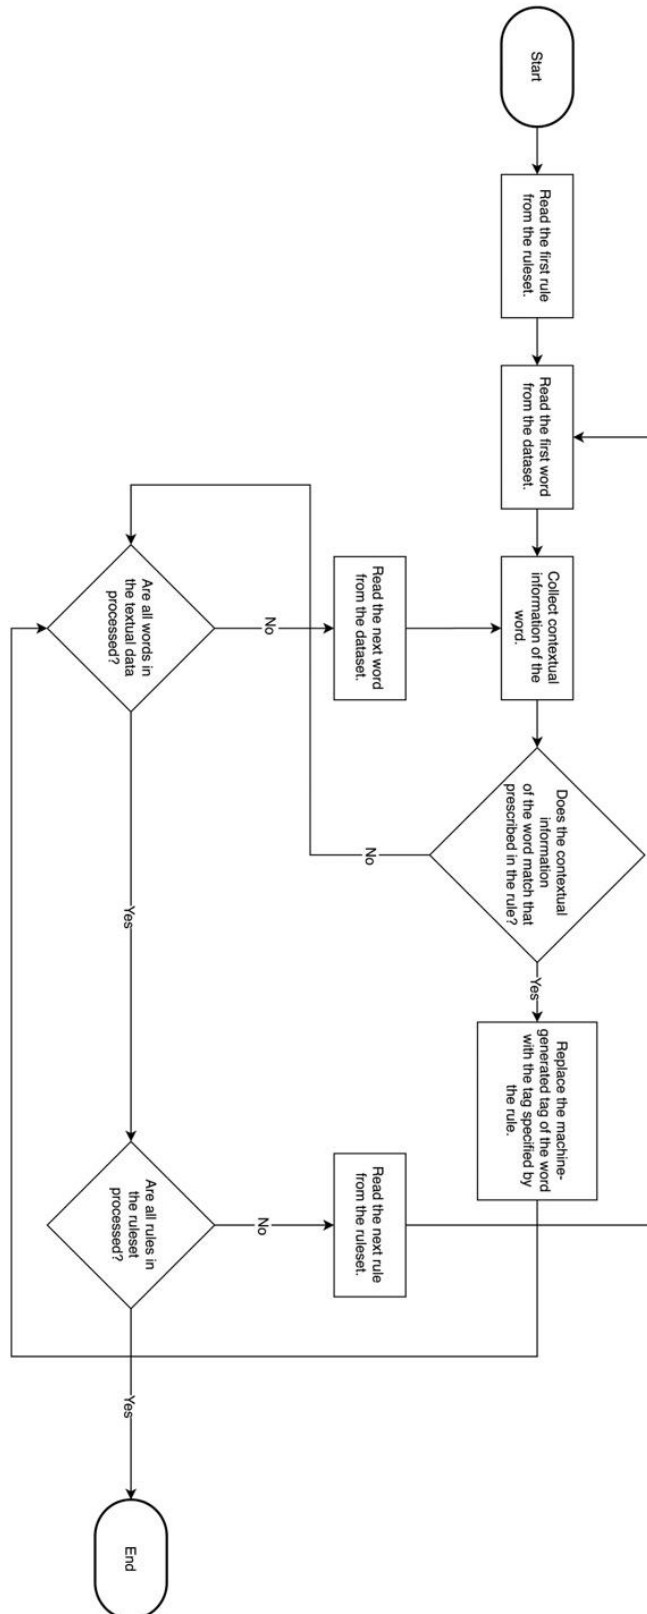 Start
Read the first rule
from the ruleset.
Read the first word
from the dataset.
Collect contextual
information of the
word.
Does the contextual
information
of the word match that
prescribed in the rule?
Yes
Replace the machine-
generated tag of the word
with the tag specified by
the rule.
No
Read the next word
from the dataset.
No
Are all words in
the textual data
processed?
Yes
Are all rules in
the ruleset
processed?
No
Read the next rule
from the ruleset.
Yes
End